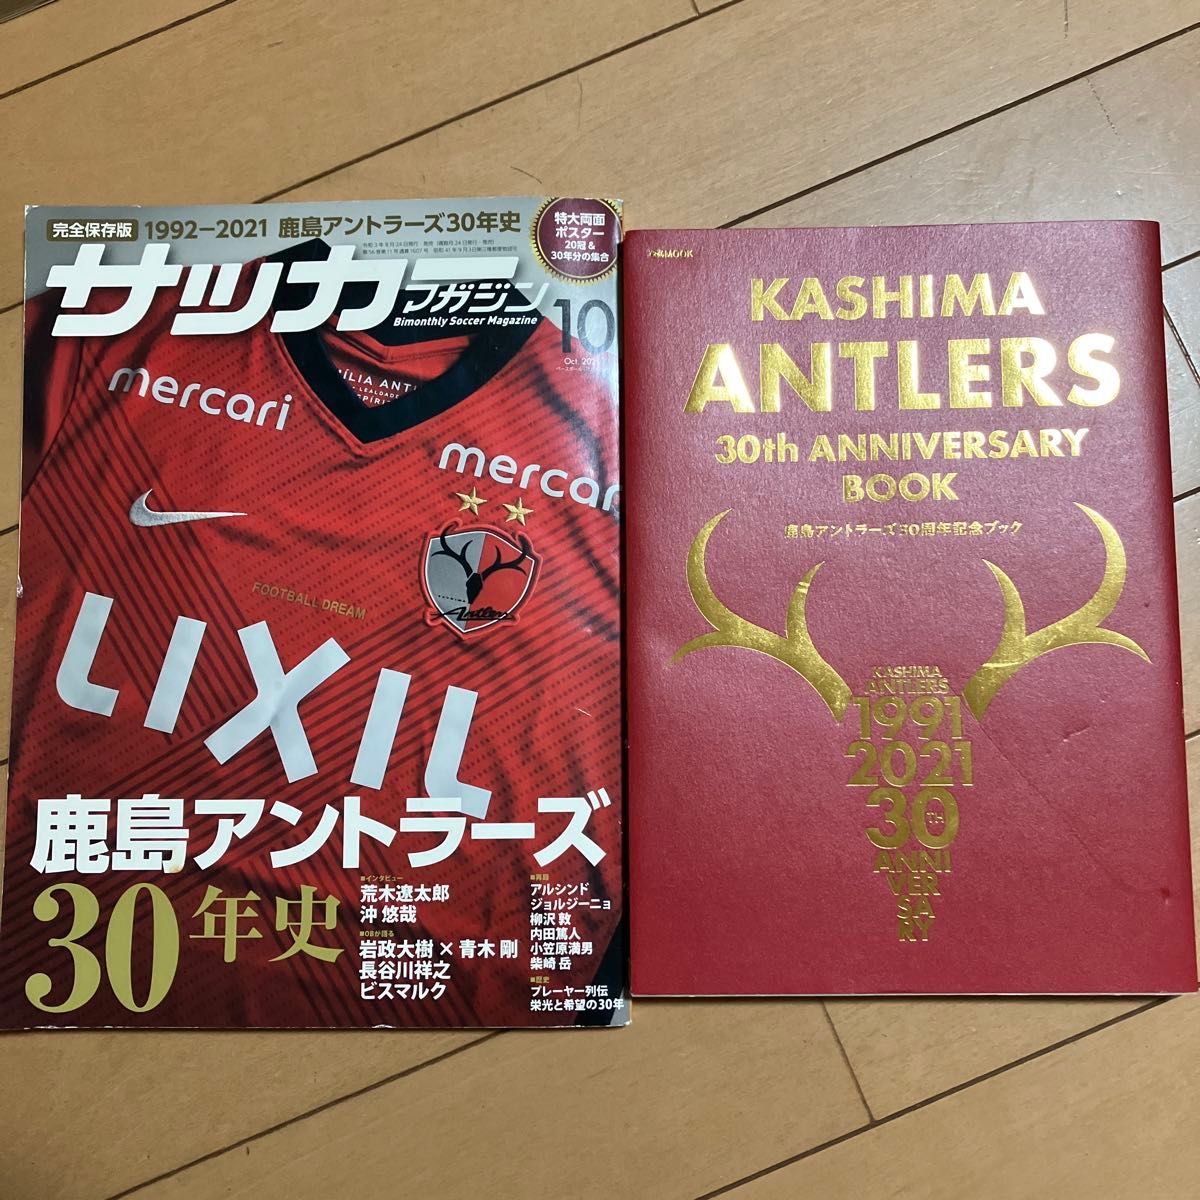 完全保存版 1992–2021 鹿島アントラーズ30年史
特大両面
ポスター
20冠&
30年分の集合
サッカーマガジン
Bimonthly Soccer Magazine
10
mercari
mercari
FOOTBALL DREAM
Antlers
LIXIL
鹿島アントラーズ
30年史
■インタビュー
荒木遼太郎
沖 悠哉
■OBが語る
岩政大樹×青木 剛
長谷川祥之
ビスマルク
■再録
アルシンド
ジョルジーニョ
柳沢 敦
内田篤人
小笠原満男
柴崎 岳
■歴史
プレーヤー列伝
栄光と希望の30年
MOOK
KASHIMA
ANTLERS
30th ANNIVERSARY
BOOK
鹿島アントラーズ30周年記念ブック
KASHIMA
ANTLERS
1991
2021
30TH
ANNI
VER
SA
RY